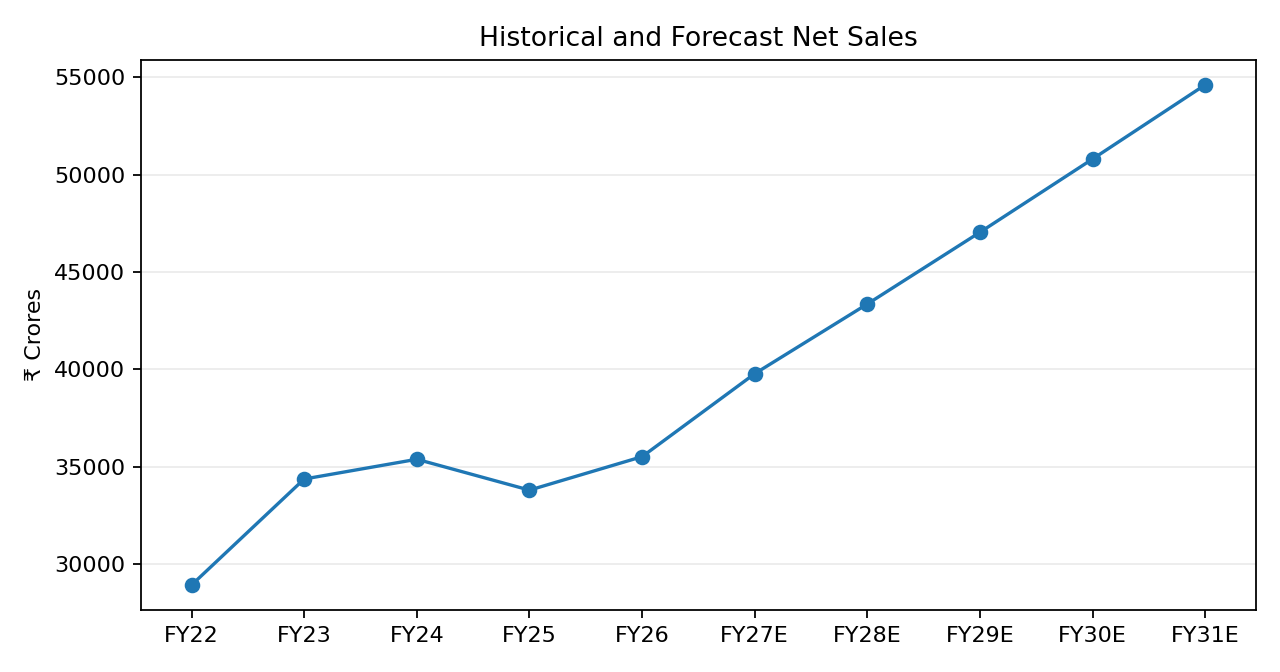 Historical and Forecast Net Sales
55000
50000
45000
40000
35000
30000
₹ Crores
FY22 FY23 FY24 FY25 FY26 FY27E FY28E FY29E FY30E FY31E